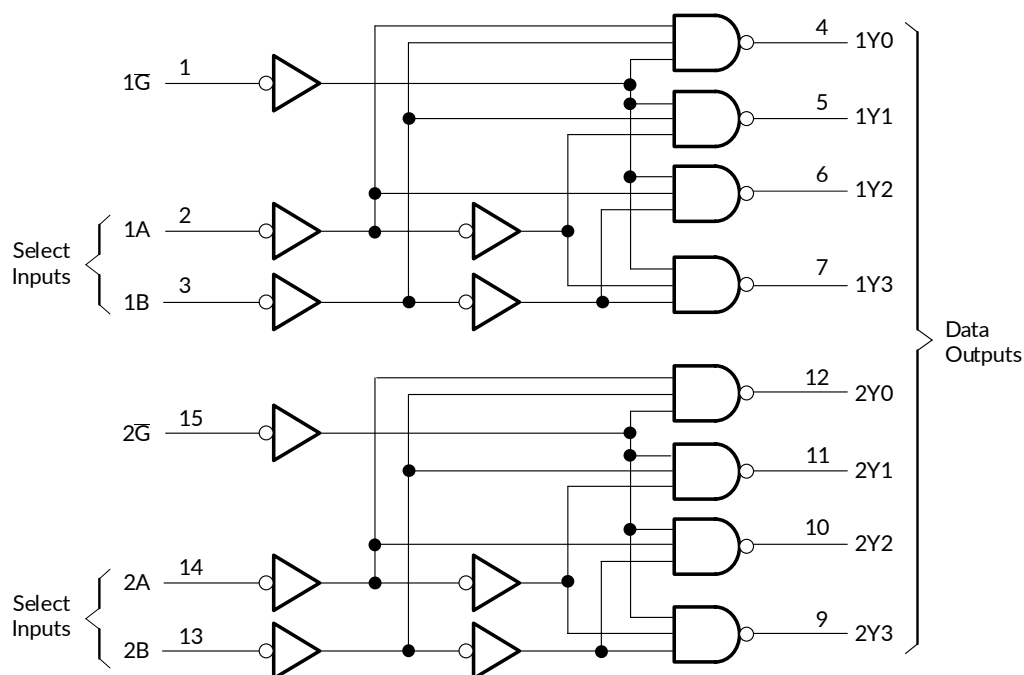 4 1Y0
1G̅ 1
5 1Y1
6 1Y2
1A 2
Select
Inputs
1B 3
7 1Y3
Data
Outputs
12 2Y0
2G̅ 15
11 2Y1
10 2Y2
2A 14
Select
Inputs
2B 13
9 2Y3